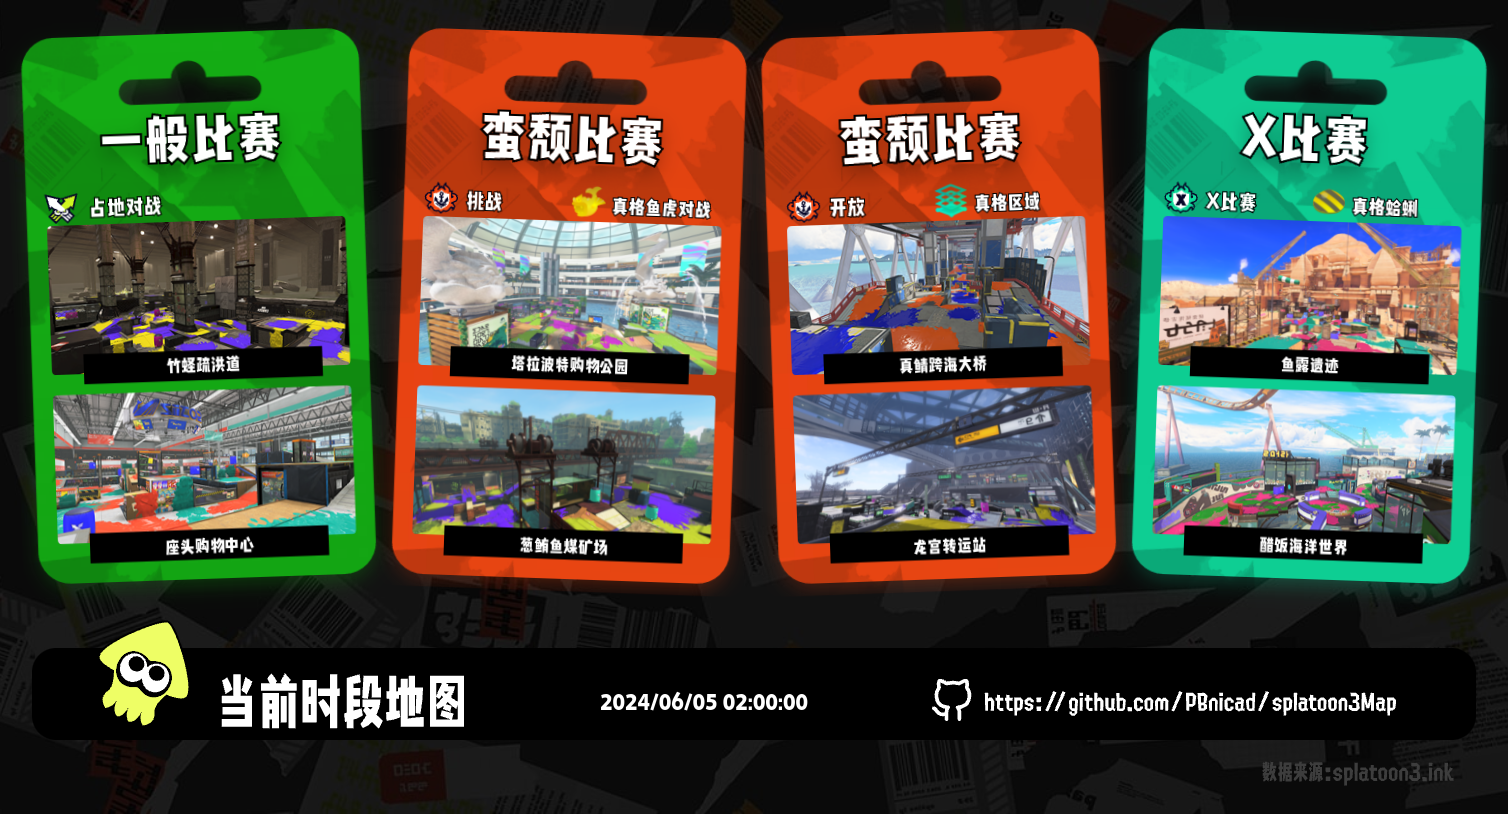 一般比赛
占地对战
竹蛏疏洪道
座头购物中心
蛮颓比赛
挑战
真格鱼虎对战
塔拉波特购物公园
葱鲔鱼煤矿场
蛮颓比赛
开放
真格区域
真鲭跨海大桥
龙宫转运站
X比赛
X比赛
真格蛤蜊
鱼露遗迹
醋饭海洋世界
当前时段地图
2024/06/05 02:00:00
https://github.com/PBnicad/splatoon3Map
数据来源:splatoon3.ink